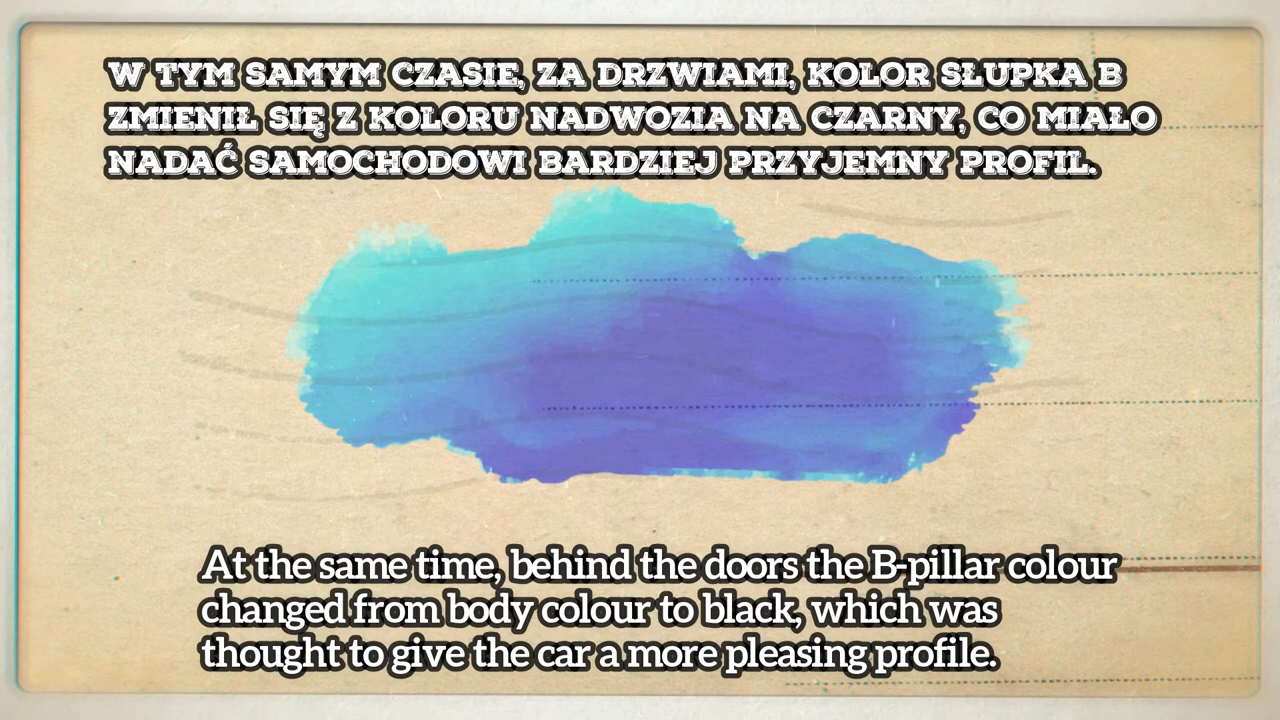 W TYM SAMYM CZASIE, ZA DRZWIAMI, KOLOR SŁUPKA B
ZMIENIŁ SIĘ Z KOLORU NADWOZIA NA CZARNY, CO MIAŁO
NADAĆ SAMOCHODOWI BARDZIEJ PRZYJEMNY PROFIL.
At the same time, behind the doors the B-pillar colour
changed from body colour to black, which was
thought to give the car a more pleasing profile.